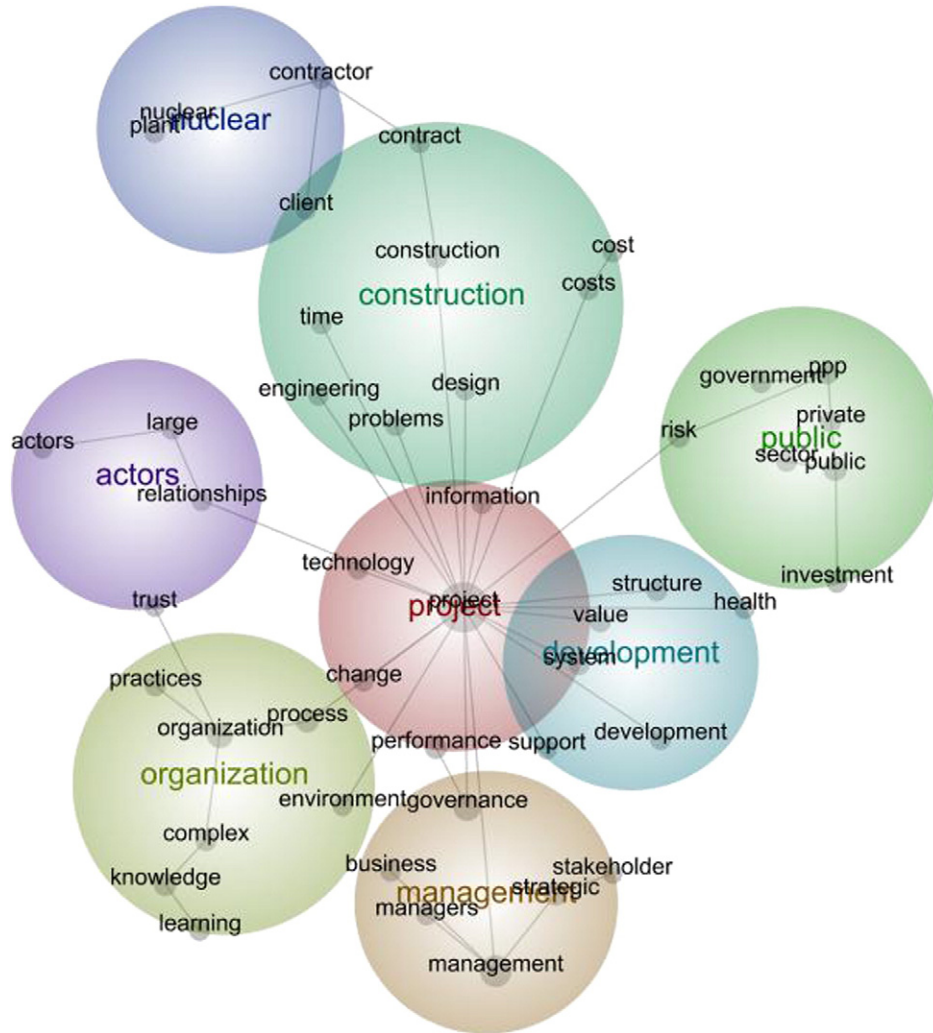 contractor
nuclear
nuclear
plant
contract
client
construction
cost
construction
costs
time
government
ppp
engineering
design
problems
large
private
risk
public
actors
sector
public
actors
relationships
information
technology
investment
structure
trust
project
project
health
value
system
development
practices
change
process
organization
performance
support
development
organization
environment
governance
complex
business
stakeholder
knowledge
strategic
management
managers
learning
management